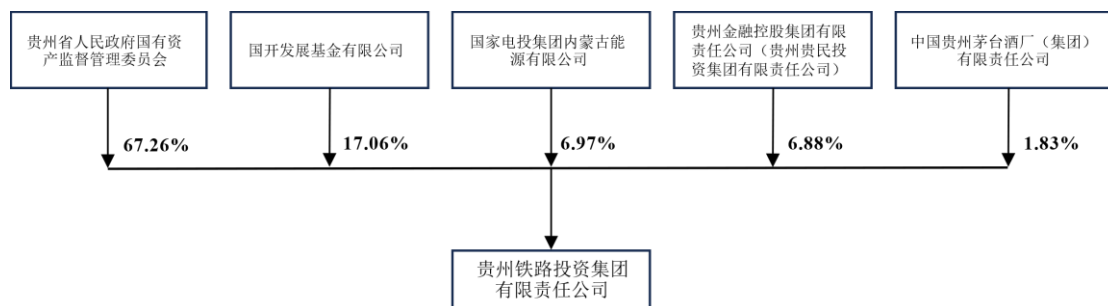 贵州省人民政府国有资
产监督管理委员会
国开发展基金有限公司
国家电投集团内蒙古能
源有限公司
贵州金融控股集团有限
责任公司（贵州贵民投
资集团有限责任公司）
中国贵州茅台酒厂（集团）
有限责任公司
67.26%
17.06%
6.97%
6.88%
1.83%
贵州铁路投资集团
有限责任公司